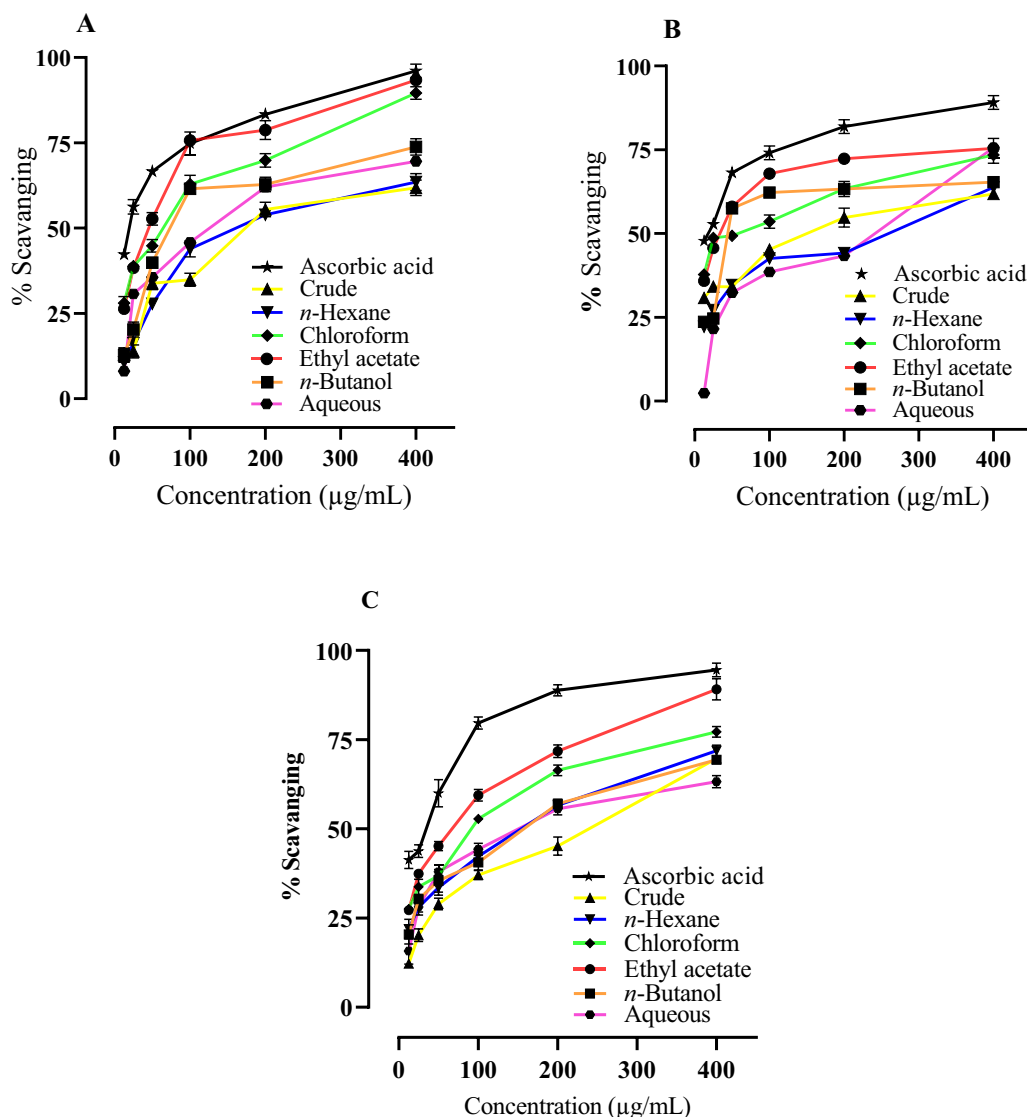 A
% Scavanging
100
75
50
25
0
Ascorbic acid
Crude
n-Hexane
Chloroform
Ethyl acetate
n-Butanol
Aqueous
0 100 200 300 400
Concentration (µg/mL)
B
% Scavanging
100
75
50
25
0
Ascorbic acid
Crude
n-Hexane
Chloroform
Ethyl acetate
n-Butanol
Aqueous
0 100 200 300 400
Concentration (µg/mL)
C
% Scavanging
100
75
50
25
0
Ascorbic acid
Crude
n-Hexane
Chloroform
Ethyl acetate
n-Butanol
Aqueous
0 100 200 300 400
Concentration (µg/mL)